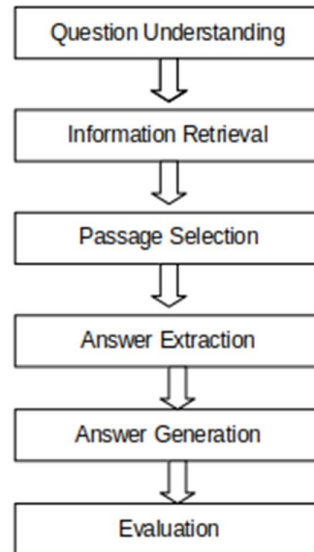 Question Understanding
Information Retrieval
Passage Selection
Answer Extraction
Answer Generation
Evaluation